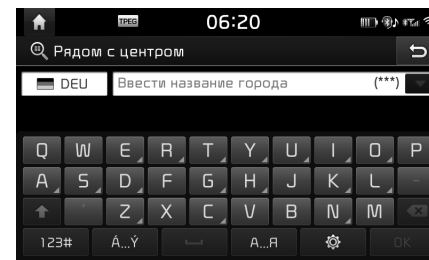 TPEG 06:20
Рядом с центром
DEU Ввести название города (***)
Q W E R T Y U I O P
A S D F G H J K L -
' Z X C V B N M
123# Á...Ý А...Я OK